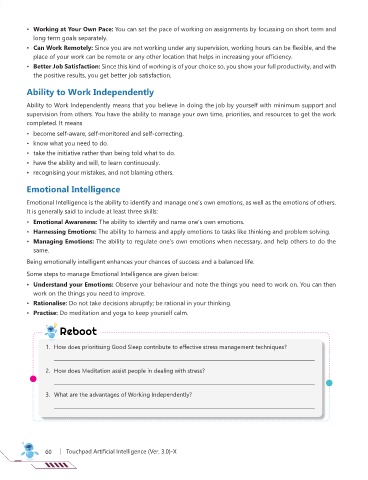 • Working at Your Own Pace: You can set the pace of working on assignments by focussing on short term and
long term goals separately.
• Can Work Remotely: Since you are not working under any supervision, working hours can be flexible, and the
place of your work can be remote or any other location that helps in increasing your efficiency.
• Better Job Satisfaction: Since this kind of working is of your choice so, you show your full productivity, and with
the positive results, you get better job satisfaction.
Ability to Work Independently
Ability to Work Independently means that you believe in doing the job by yourself with minimum support and
supervision from others. You have the ability to manage your own time, priorities, and resources to get the work
completed. It means
• become self-aware, self-monitored and self-correcting.
• know what you need to do.
• take the initiative rather than being told what to do.
• have the ability and will, to learn continuously.
• recognising your mistakes, and not blaming others.
Emotional Intelligence
Emotional Intelligence is the ability to identify and manage one's own emotions, as well as the emotions of others.
It is generally said to include at least three skills:
• Emotional Awareness: The ability to identify and name one's own emotions.
• Harnessing Emotions: The ability to harness and apply emotions to tasks like thinking and problem solving.
• Managing Emotions: The ability to regulate one's own emotions when necessary, and help others to do the
same.
Being emotionally intelligent enhances your chances of success and a balanced life.
Some steps to manage Emotional Intelligence are given below:
• Understand your Emotions: Observe your behaviour and note the things you need to work on. You can then
work on the things you need to improve.
• Rationalise: Do not take decisions abruptly; be rational in your thinking.
• Practise: Do meditation and yoga to keep yourself calm.
Reboot
1. How does prioritising Good Sleep contribute to effective stress management techniques?
2. How does Meditation assist people in dealing with stress?
3. What are the advantages of Working Independently?
60 | Touchpad Artificial Intelligence (Ver. 3.0)-X